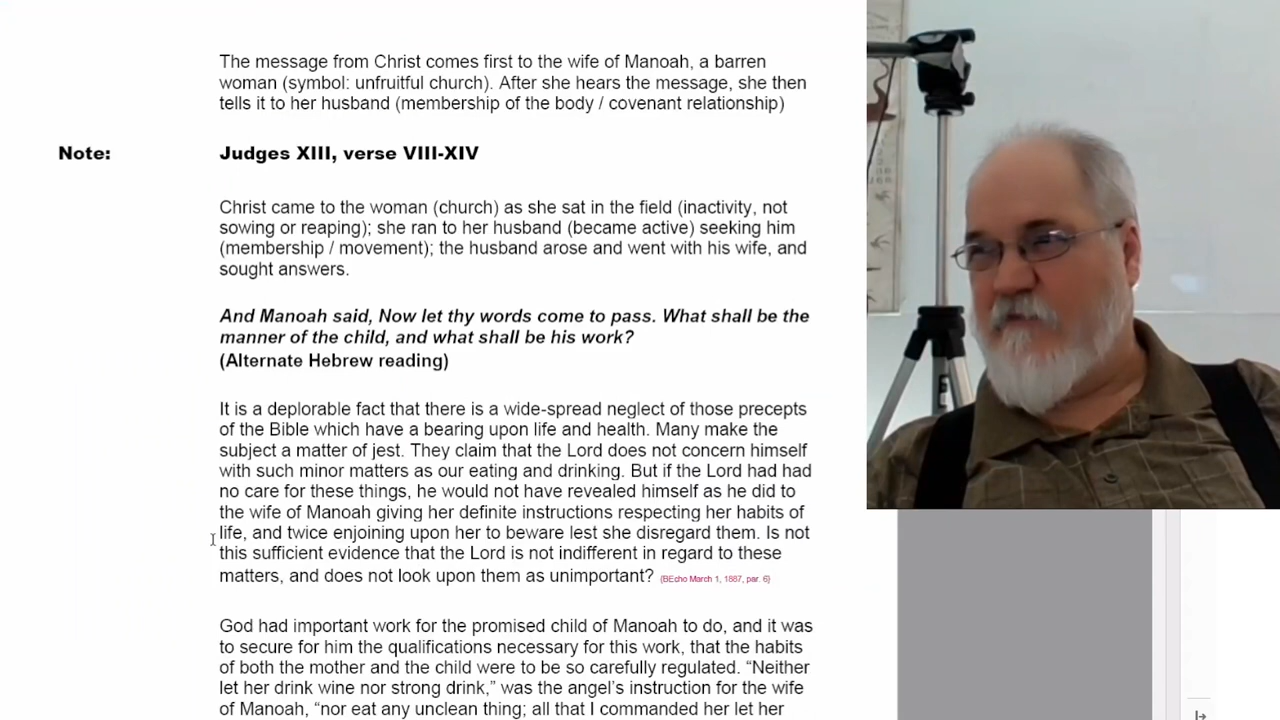 The message from Christ comes first to the wife of Manoah, a barren
woman (symbol: unfruitful church). After she hears the message, she then
tells it to her husband (membership of the body / covenant relationship)
Note: Judges XIII, verse VIII-XIV
Christ came to the woman (church) as she sat in the field (inactivity, not
sowing or reaping); she ran to her husband (became active) seeking him
(membership / movement); the husband arose and went with his wife, and
sought answers.
And Manoah said, Now let thy words come to pass. What shall be the
manner of the child, and what shall be his work?
(Alternate Hebrew reading)
It is a deplorable fact that there is a wide-spread neglect of those precepts
of the Bible which have a bearing upon life and health. Many make the
subject a matter of jest. They claim that the Lord does not concern himself
with such minor matters as our eating and drinking. But if the Lord had had
no care for these things, he would not have revealed himself as he did to
the wife of Manoah giving her definite instructions respecting her habits of
life, and twice enjoining upon her to beware lest she disregard them. Is not
this sufficient evidence that the Lord is not indifferent in regard to these
matters, and does not look upon them as unimportant? {BEcho March 1, 1887, par. 6}
God had important work for the promised child of Manoah to do, and it was
to secure for him the qualifications necessary for this work, that the habits
of both the mother and the child were to be so carefully regulated. “Neither
let her drink wine nor strong drink,” was the angel’s instruction for the wife
of Manoah, “nor eat any unclean thing; all that I commanded her let her